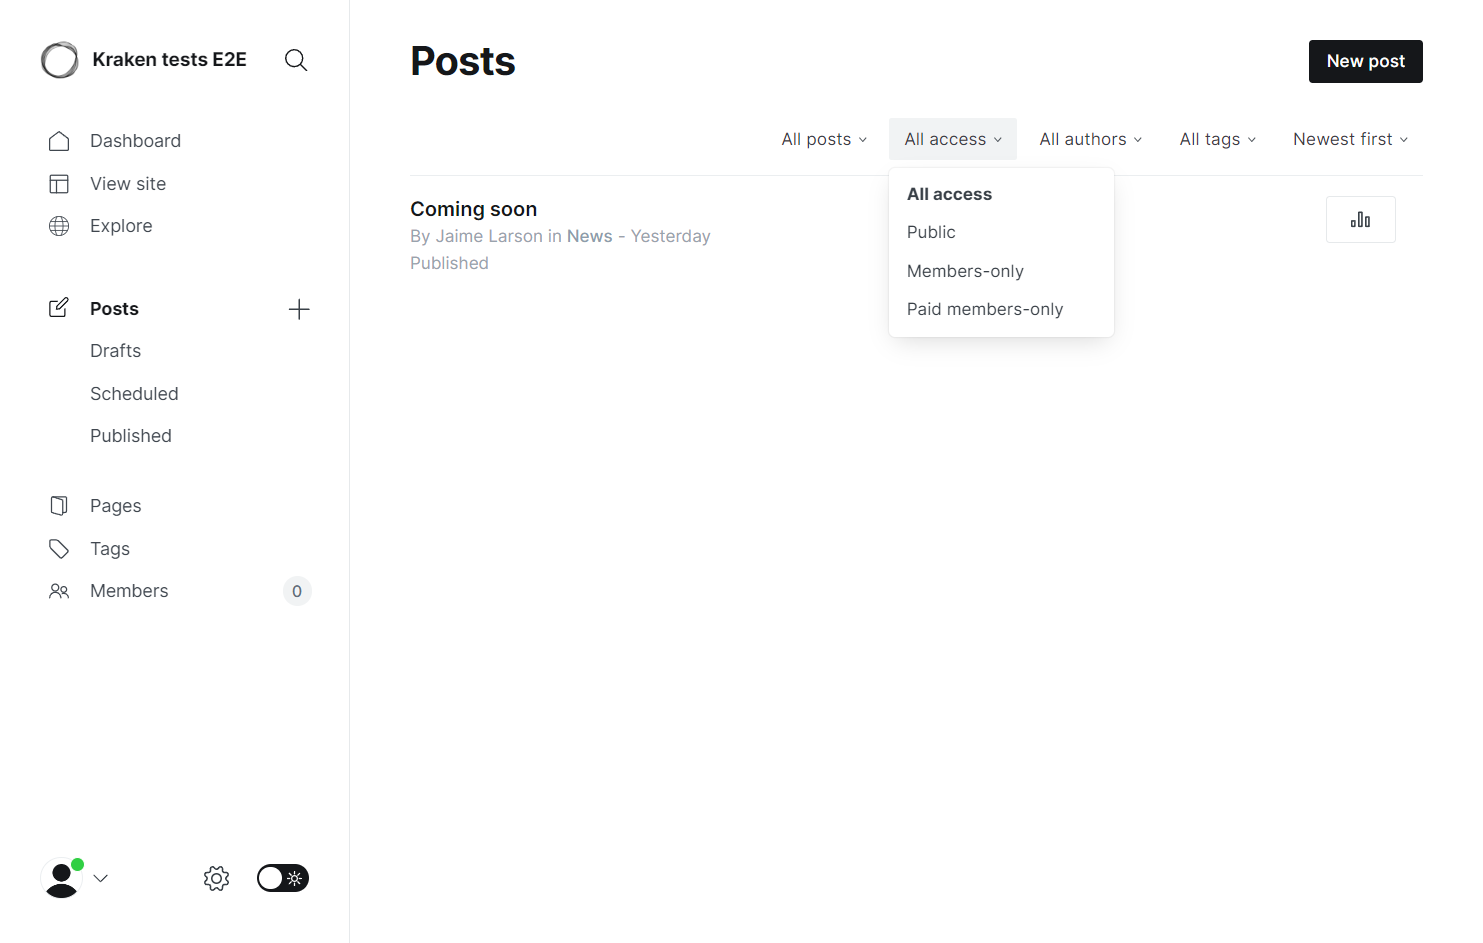 Kraken tests E2E
Dashboard
View site
Explore
Posts
Drafts
Scheduled
Published
Pages
Tags
Members 0
Posts
New post
All posts All access All authors All tags Newest first
All access
Public
Members-only
Paid members-only
Coming soon
By Jaime Larson in News - Yesterday
Published